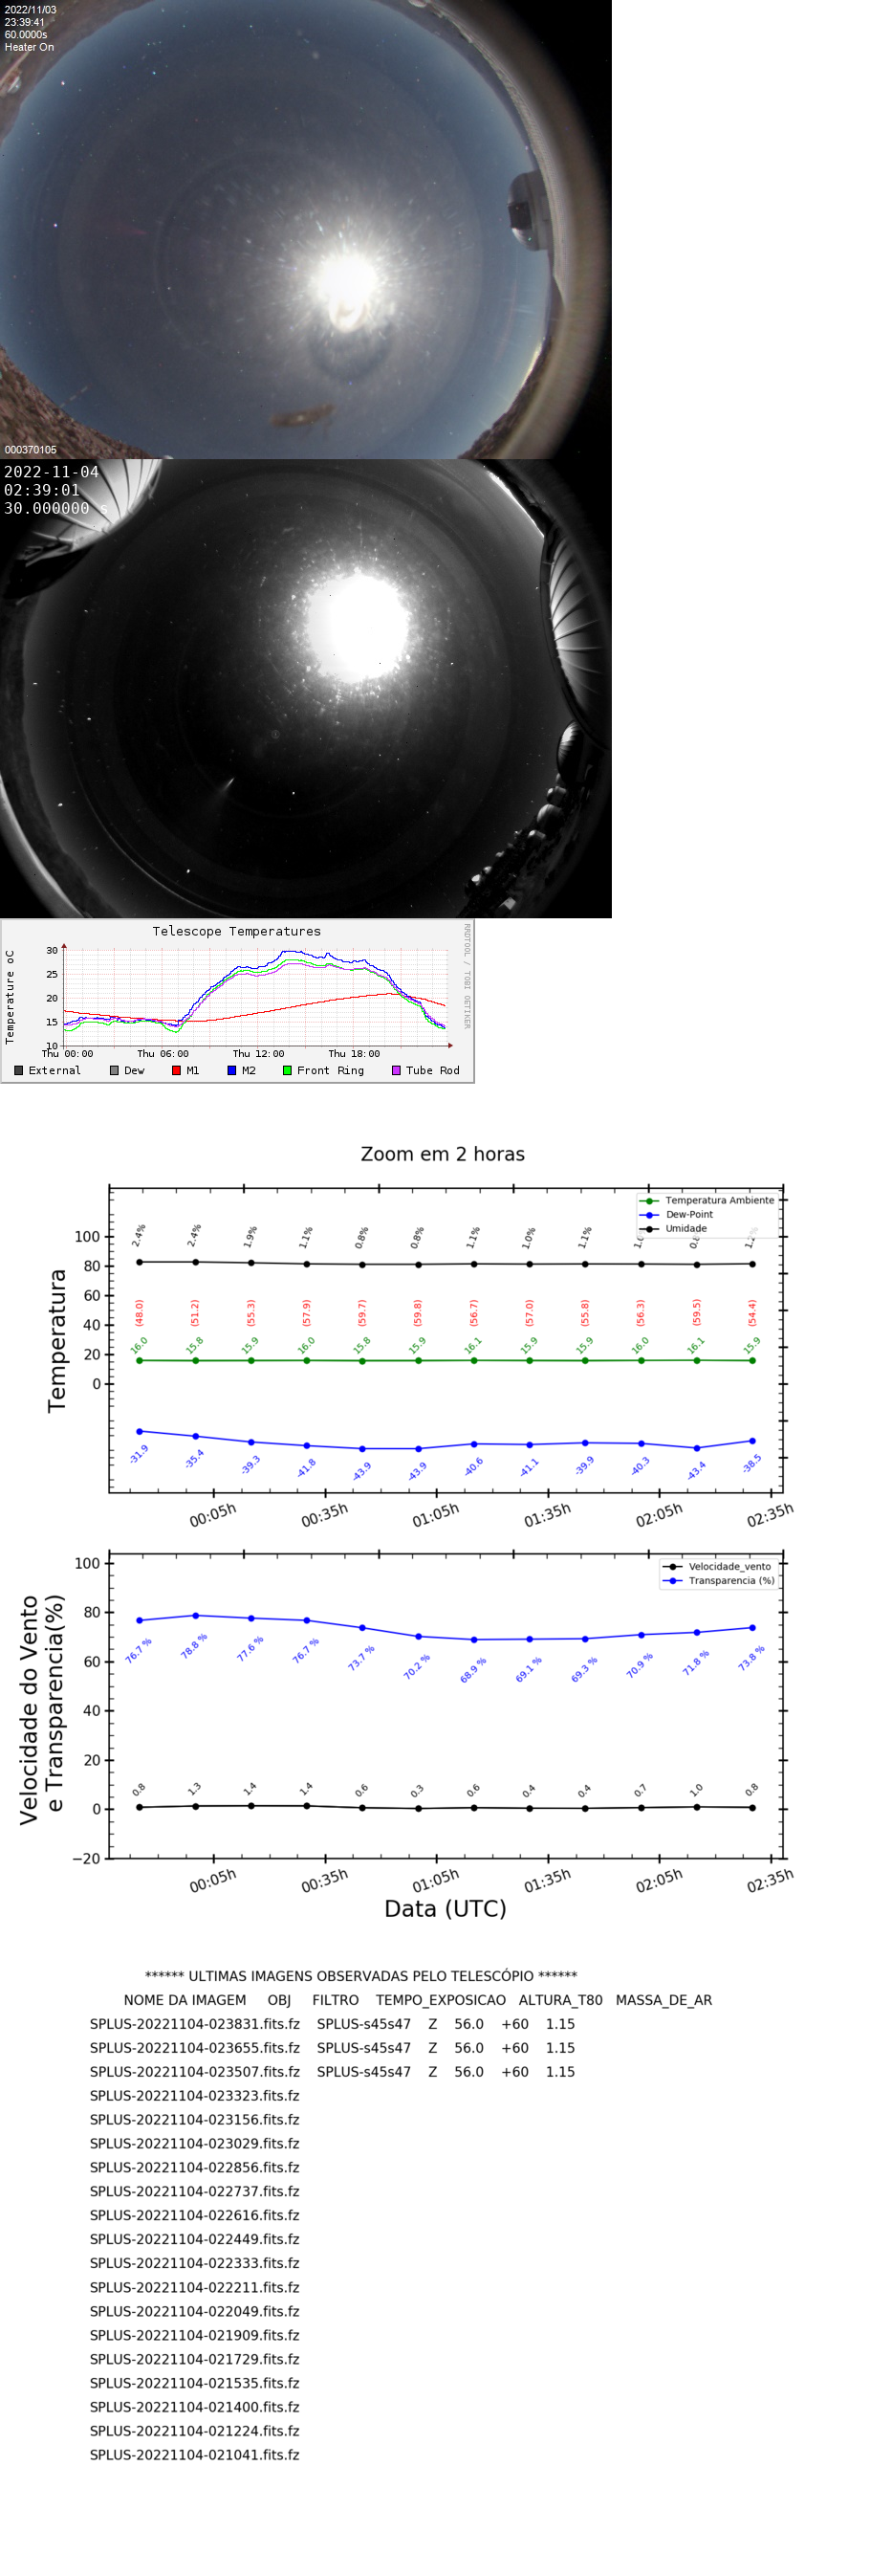 2022/11/03
23:39:41
60.0000s
Heater On
000370105
2022-11-04
02:39:01
30.000000 s
Telescope Temperatures
RRDTOOL / TOBI OETIKER
Temperature oC
30
25
20
15
10
Thu 00:00 Thu 06:00 Thu 12:00 Thu 18:00
External Dew M1 M2 Front Ring Tube Rod
Zoom em 2 horas
Temperatura
100
80
60
40
20
0
Temperatura Ambiente
Dew-Point
Umidade
2.4% 2.4% 1.9% 1.1% 0.8% 0.8% 1.1% 1.0% 1.1%
(48.0) (51.2) (55.3) (57.9) (59.7) (59.8) (56.7) (57.0) (55.8) (56.3) (59.5) (54.4)
16.0 15.8 15.9 16.0 15.8 15.9 16.1 15.9 15.9 16.0 16.1 15.9
-31.9 -35.4 -39.3 -41.8 -43.9 -43.9 -40.6 -41.1 -39.9 -40.3 -43.4 -38.5
00:05h 00:35h 01:05h 01:35h 02:05h 02:35h
Velocidade do Vento
e Transparencia(%)
100
80
60
40
20
0
−20
Velocidade_vento
Transparencia (%)
76.7 % 78.8 % 77.6 % 76.7 % 73.7 % 70.2 % 68.9 % 69.1 % 69.3 % 70.9 % 71.8 % 73.8 %
0.8 1.3 1.4 1.4 0.6 0.3 0.6 0.4 0.4 0.7 1.0 0.8
00:05h 00:35h 01:05h 01:35h 02:05h 02:35h
Data (UTC)
****** ULTIMAS IMAGENS OBSERVADAS PELO TELESCÓPIO ******
NOME DA IMAGEM OBJ FILTRO TEMPO_EXPOSICAO ALTURA_T80 MASSA_DE_AR
SPLUS-20221104-023831.fits.fz SPLUS-s45s47 Z 56.0 +60 1.15
SPLUS-20221104-023655.fits.fz SPLUS-s45s47 Z 56.0 +60 1.15
SPLUS-20221104-023507.fits.fz SPLUS-s45s47 Z 56.0 +60 1.15
SPLUS-20221104-023323.fits.fz
SPLUS-20221104-023156.fits.fz
SPLUS-20221104-023029.fits.fz
SPLUS-20221104-022856.fits.fz
SPLUS-20221104-022737.fits.fz
SPLUS-20221104-022616.fits.fz
SPLUS-20221104-022449.fits.fz
SPLUS-20221104-022333.fits.fz
SPLUS-20221104-022211.fits.fz
SPLUS-20221104-022049.fits.fz
SPLUS-20221104-021909.fits.fz
SPLUS-20221104-021729.fits.fz
SPLUS-20221104-021535.fits.fz
SPLUS-20221104-021400.fits.fz
SPLUS-20221104-021224.fits.fz
SPLUS-20221104-021041.fits.fz